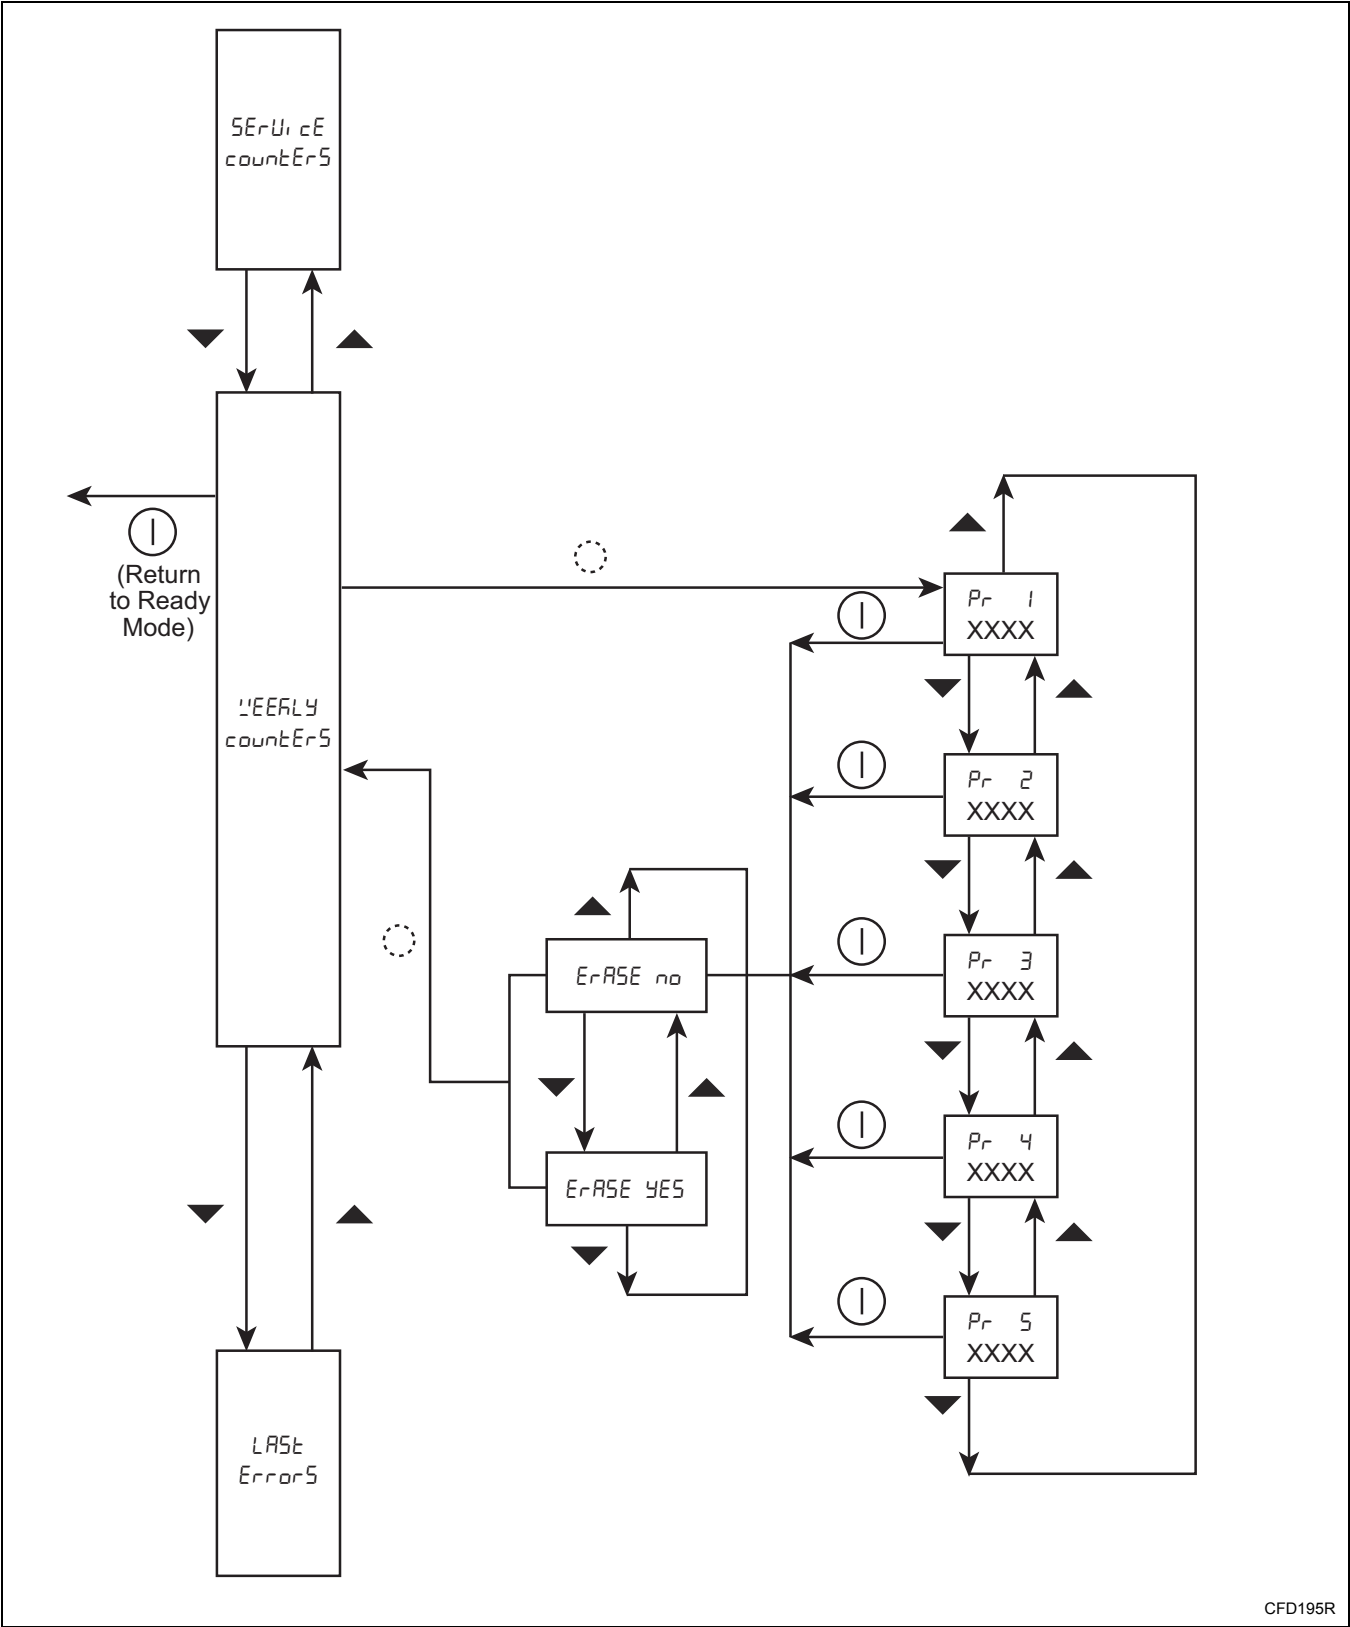 SErVicE
countErS
(Return
to Ready
Mode)
WEEKLY
countErS
Pr 1
XXXX
Pr 2
XXXX
Pr 3
XXXX
Pr 4
XXXX
Pr 5
XXXX
ErASE no
ErASE YES
LASt
ErrorS
CFD195R